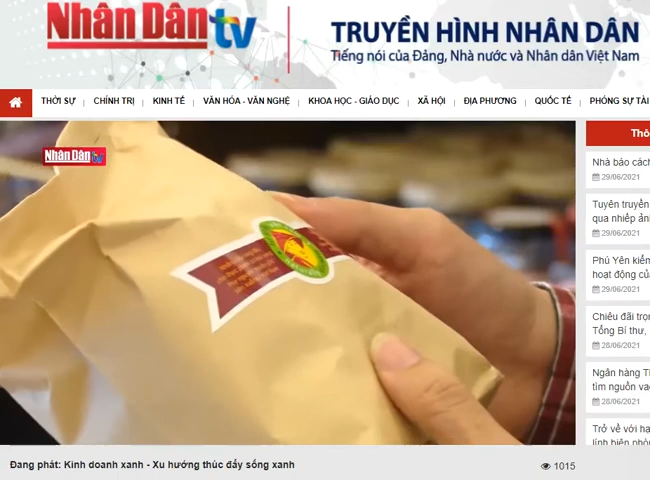 Nhân Dân tv
TRUYỀN HÌNH NHÂN DÂN
Tiếng nói của Đảng, Nhà nước và Nhân dân Việt Nam
THỜI SỰ
CHÍNH TRỊ
KINH TẾ
VĂN HÓA - VĂN NGHỆ
KHOA HỌC - GIÁO DỤC
XÃ HỘI
ĐỊA PHƯƠNG
QUỐC TẾ
PHÓNG SỰ TÀI
Nhân Dân tv
Nhà báo cách
29/06/2021
Tuyên truyền
qua nhiếp ản
29/06/2021
Phú Yên kiểm
hoạt động củ
29/06/2021
Chiêu đãi trọn
Tổng Bí thư,
28/06/2021
Ngân hàng Ti
tìm nguồn vac
28/06/2021
Trở về với hạ
Đang phát: Kinh doanh xanh - Xu hướng thúc đẩy sống xanh
1015